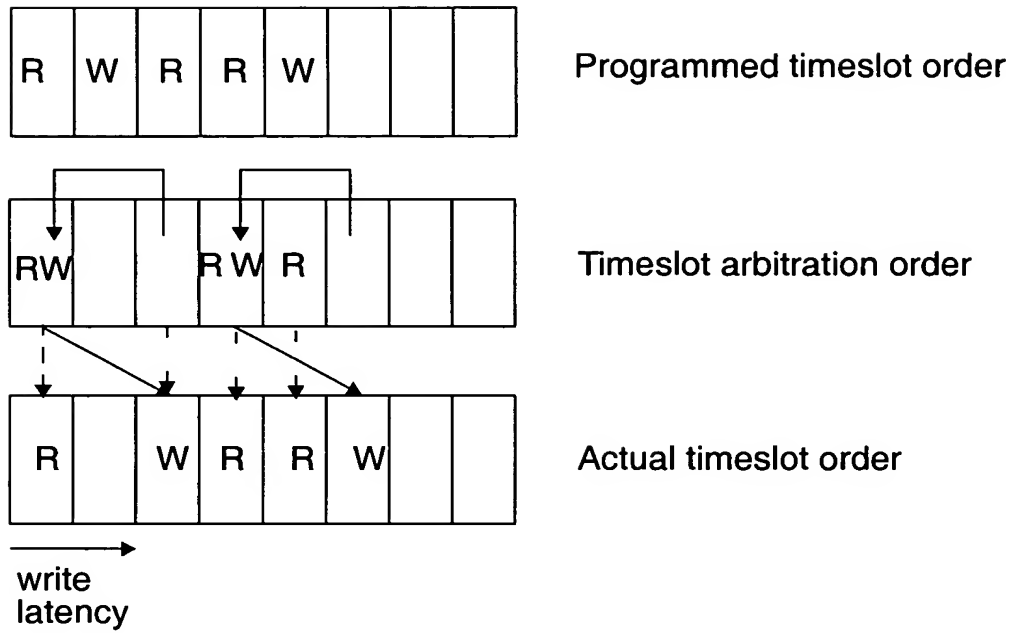 R W R R W Programmed timeslot order
RW R W R Timeslot arbitration order
R W R R W Actual timeslot order
write
latency